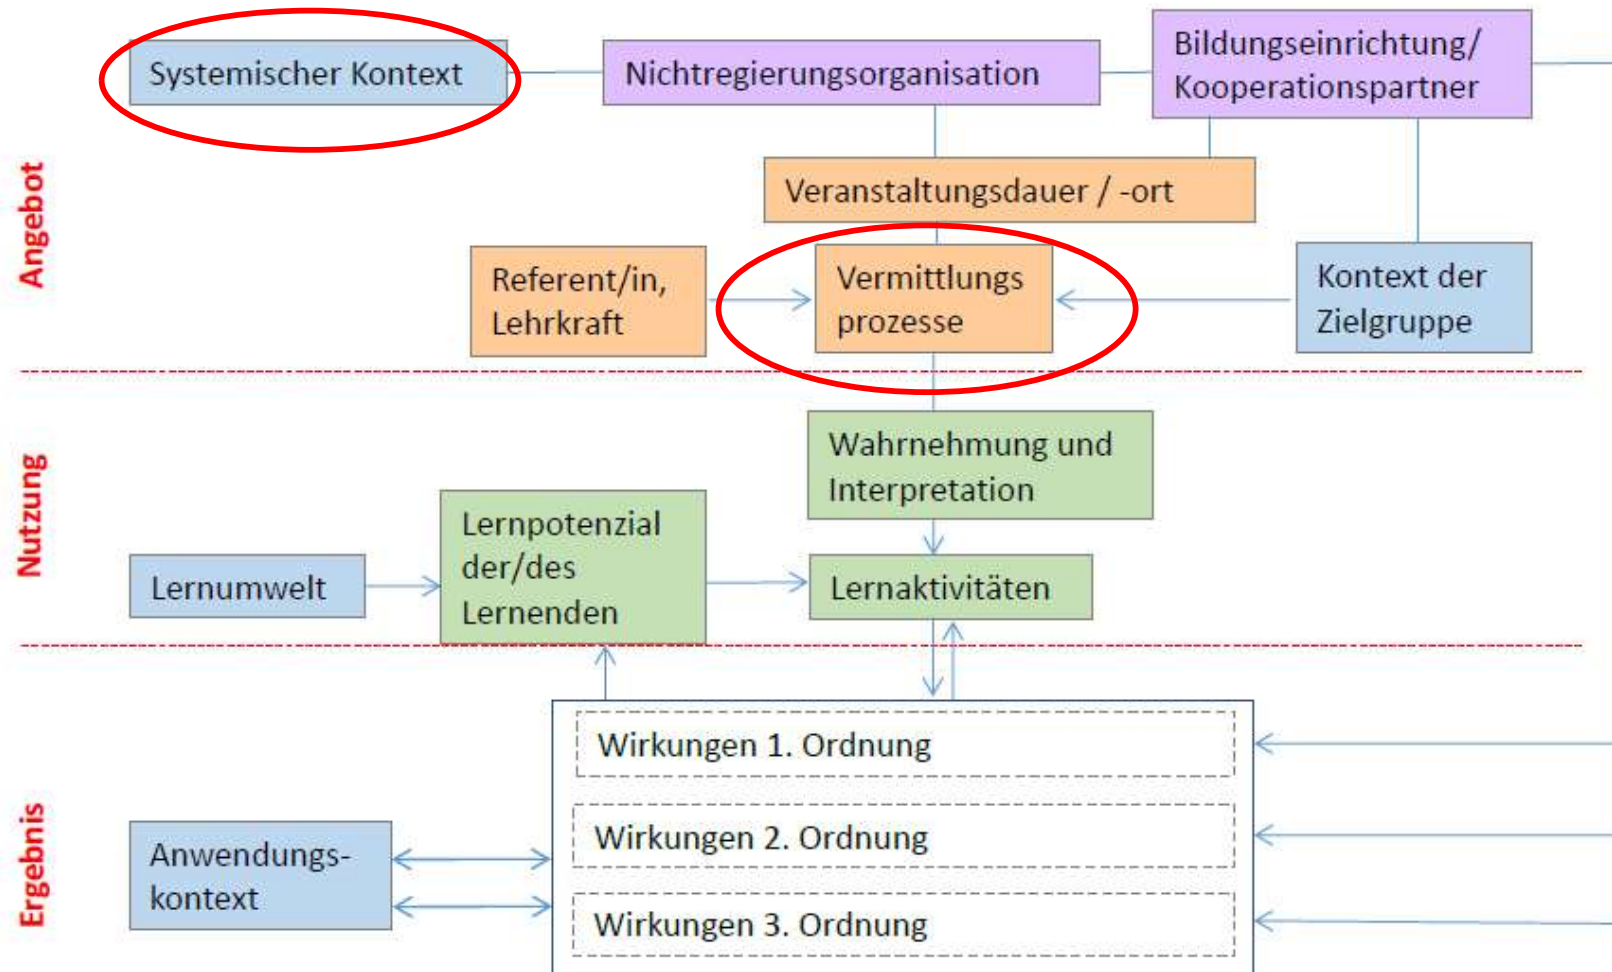 Systemischer Kontext
Nichtregierungsorganisation
Bildungseinrichtung/
Kooperationspartner
Angebot
Veranstaltungsdauer / -ort
Referent/in,
Lehrkraft
Vermittlungs
prozesse
Kontext der
Zielgruppe
Nutzung
Wahrnehmung und
Interpretation
Lernpotenzial
der/des
Lernenden
Lernumwelt
Lernaktivitäten
Ergebnis
Wirkungen 1. Ordnung
Wirkungen 2. Ordnung
Anwendungs-
kontext
Wirkungen 3. Ordnung